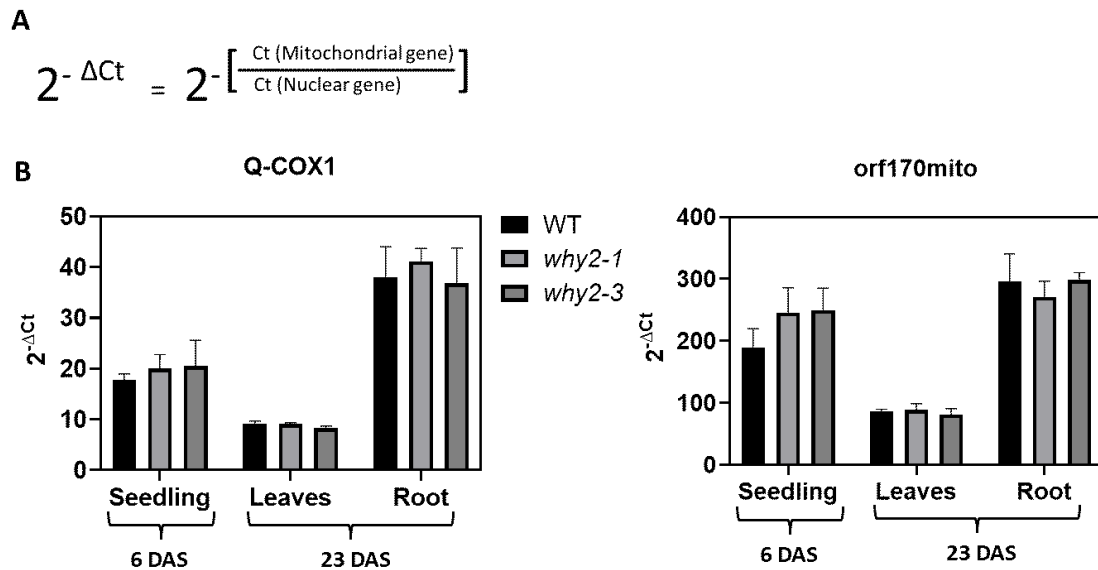 A
2^- ΔCt = 2^-[Ct (Mitochondrial gene) / Ct (Nuclear gene)]
B
Q-COX1
orf170mito
50
40
30
20
10
0
2^-ΔCt
Seedling Leaves Root
6 DAS 23 DAS
WT
why2-1
why2-3
400
300
200
100
0
2^-ΔCt
Seedling Leaves Root
6 DAS 23 DAS